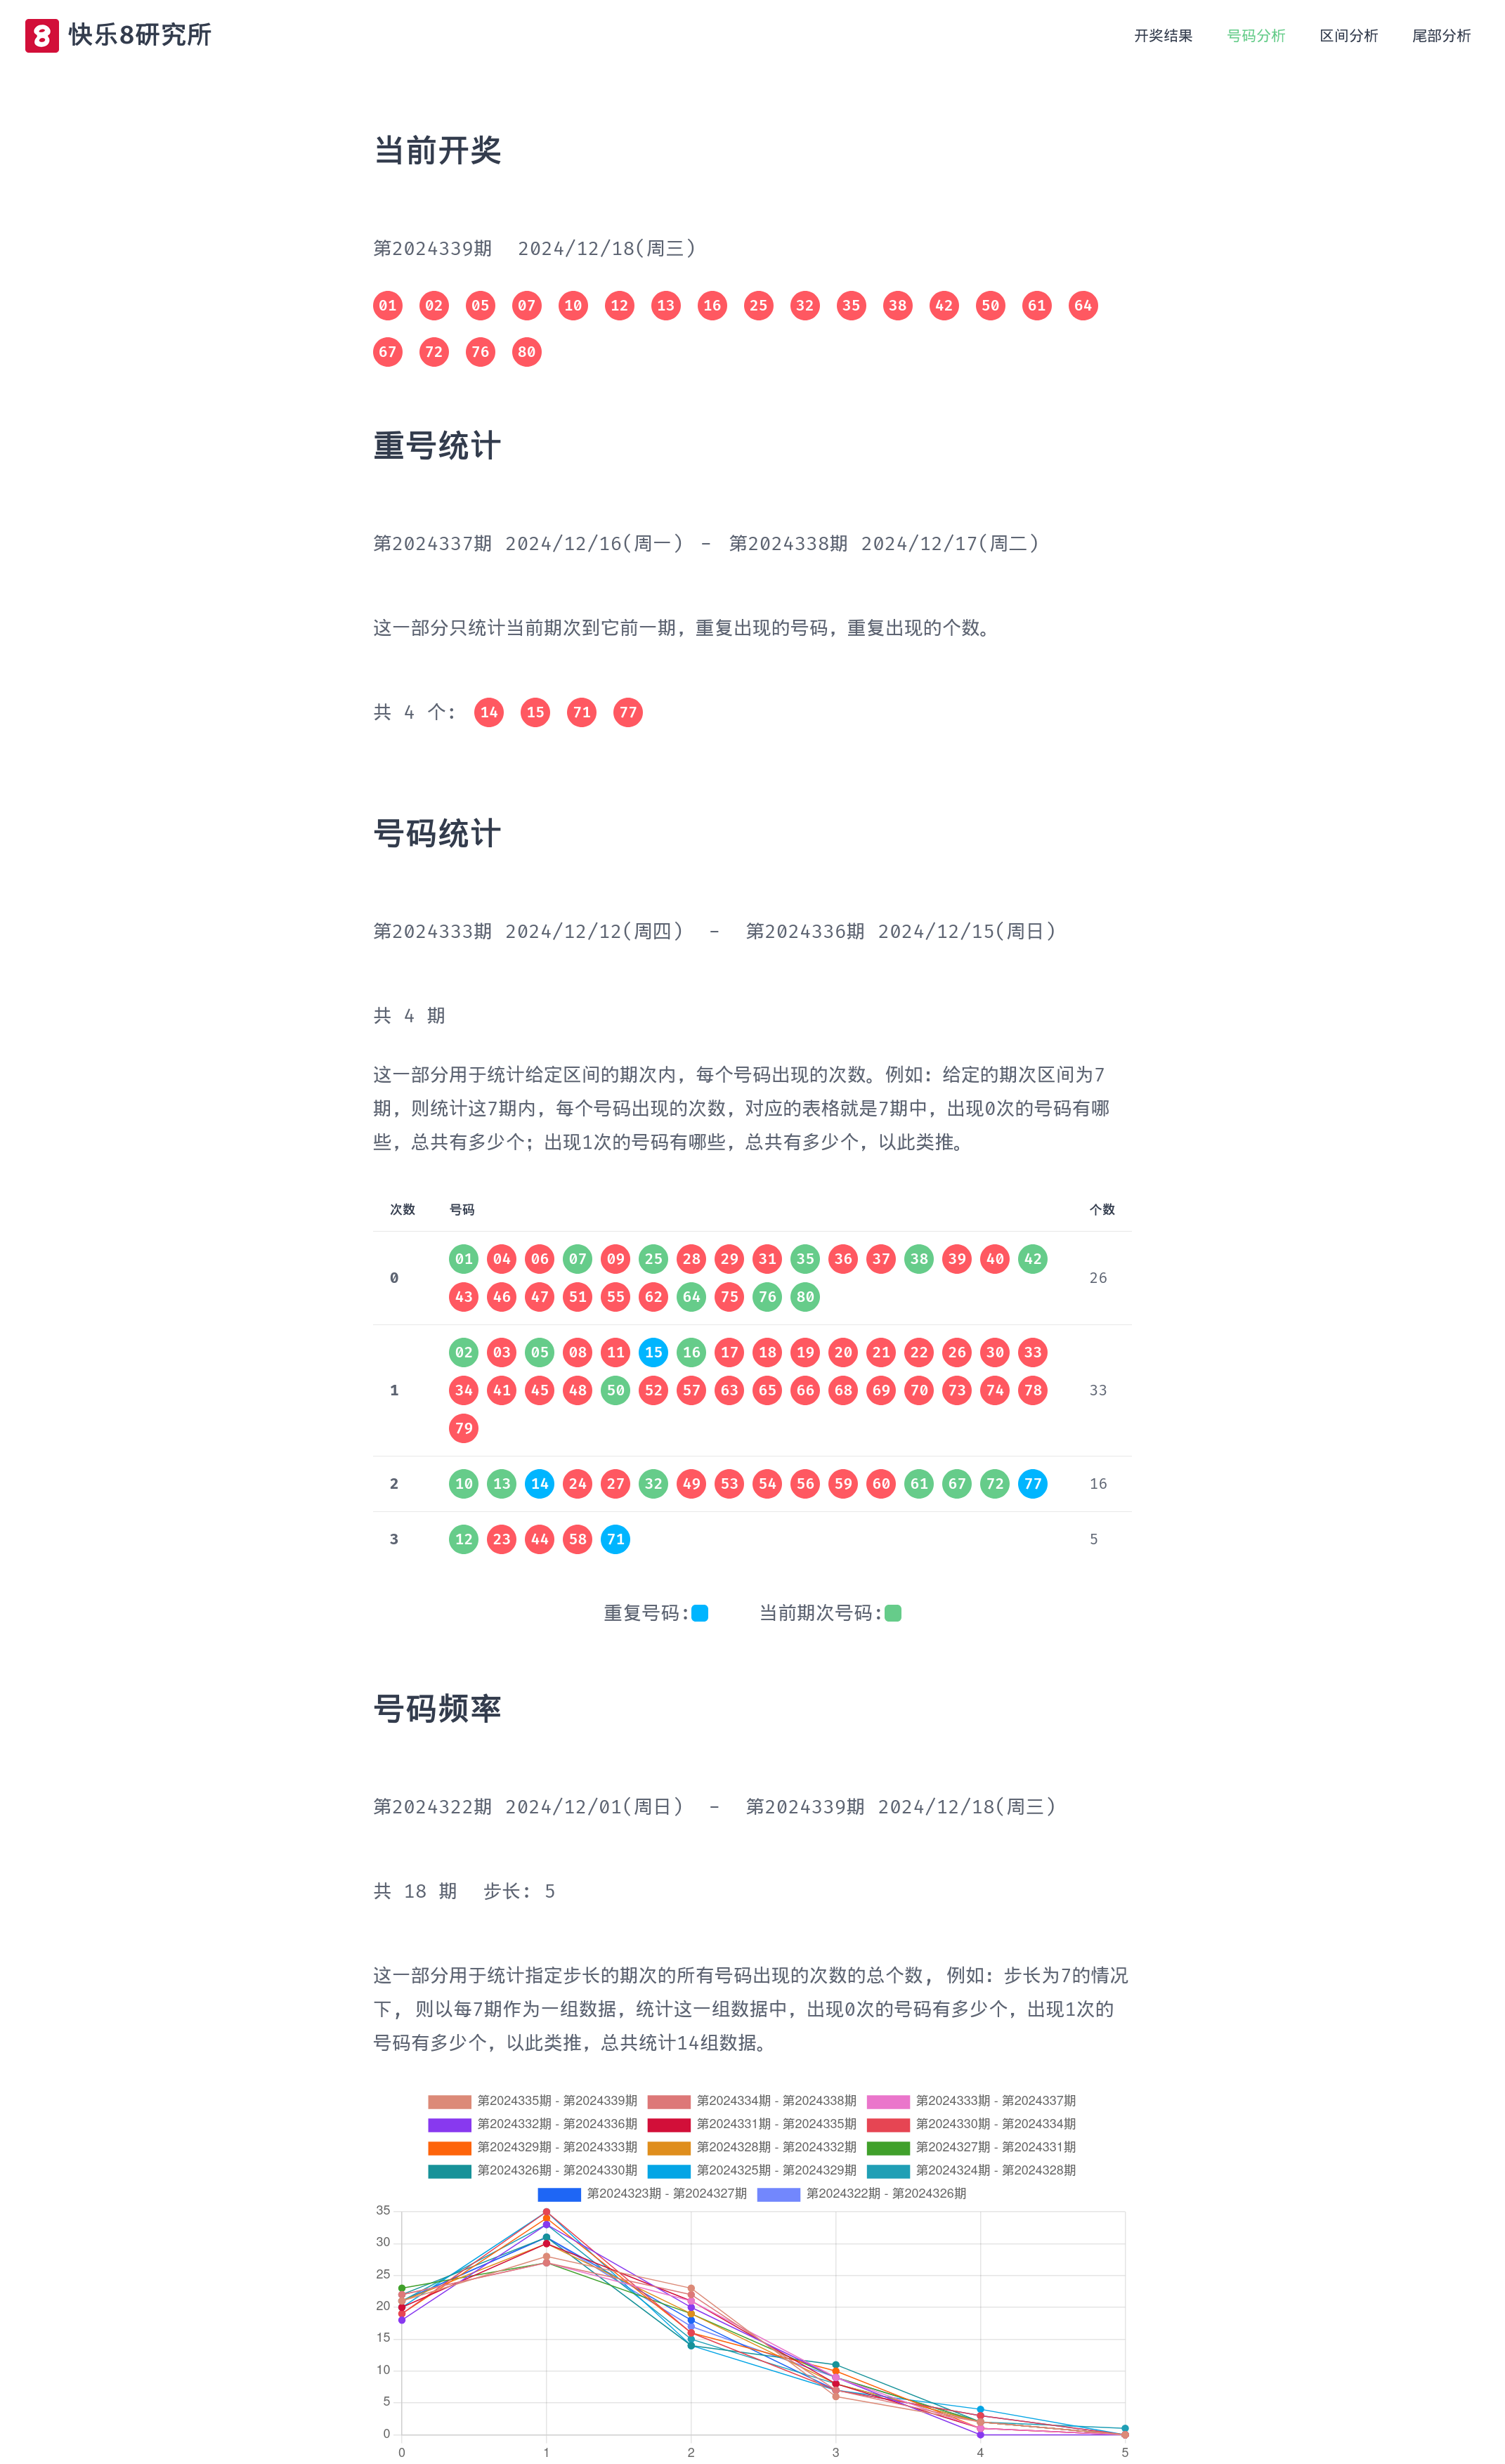 8 快乐8研究所
开奖结果 号码分析 区间分析 尾部分析
当前开奖
第2024339期 2024/12/18(周三)
01 02 05 07 10 12 13 16 25 32 35 38 42 50 61 64
67 72 76 80
重号统计
第2024337期 2024/12/16(周一) - 第2024338期 2024/12/17(周二)
这一部分只统计当前期次到它前一期，重复出现的号码，重复出现的个数。
共 4 个: 14 15 71 77
号码统计
第2024333期 2024/12/12(周四) - 第2024336期 2024/12/15(周日)
共 4 期
这一部分用于统计给定区间的期次内，每个号码出现的次数。例如: 给定的期次区间为7
期，则统计这7期内，每个号码出现的次数，对应的表格就是7期中，出现0次的号码有哪
些，总共有多少个; 出现1次的号码有哪些，总共有多少个，以此类推。
次数 号码 个数
01 04 06 07 09 25 28 29 31 35 36 37 38 39 40 42
0 26
43 46 47 51 55 62 64 75 76 80
02 03 05 08 11 15 16 17 18 19 20 21 22 26 30 33
1 34 41 45 48 50 52 57 63 65 66 68 69 70 73 74 78 33
79
2 10 13 14 24 27 32 49 53 54 56 59 60 61 67 72 77 16
3 12 23 44 58 71 5
重复号码: 当前期次号码:
号码频率
第2024322期 2024/12/01(周日) - 第2024339期 2024/12/18(周三)
共 18 期 步长: 5
这一部分用于统计指定步长的期次的所有号码出现的次数的总个数, 例如: 步长为7的情况
下, 则以每7期作为一组数据，统计这一组数据中，出现0次的号码有多少个，出现1次的
号码有多少个，以此类推，总共统计14组数据。
第2024335期 - 第2024339期 第2024334期 - 第2024338期 第2024333期 - 第2024337期
第2024332期 - 第2024336期 第2024331期 - 第2024335期 第2024330期 - 第2024334期
第2024329期 - 第2024333期 第2024328期 - 第2024332期 第2024327期 - 第2024331期
第2024326期 - 第2024330期 第2024325期 - 第2024329期 第2024324期 - 第2024328期
第2024323期 - 第2024327期 第2024322期 - 第2024326期
35
30
25
20
15
10
5
0
0 1 2 3 4 5